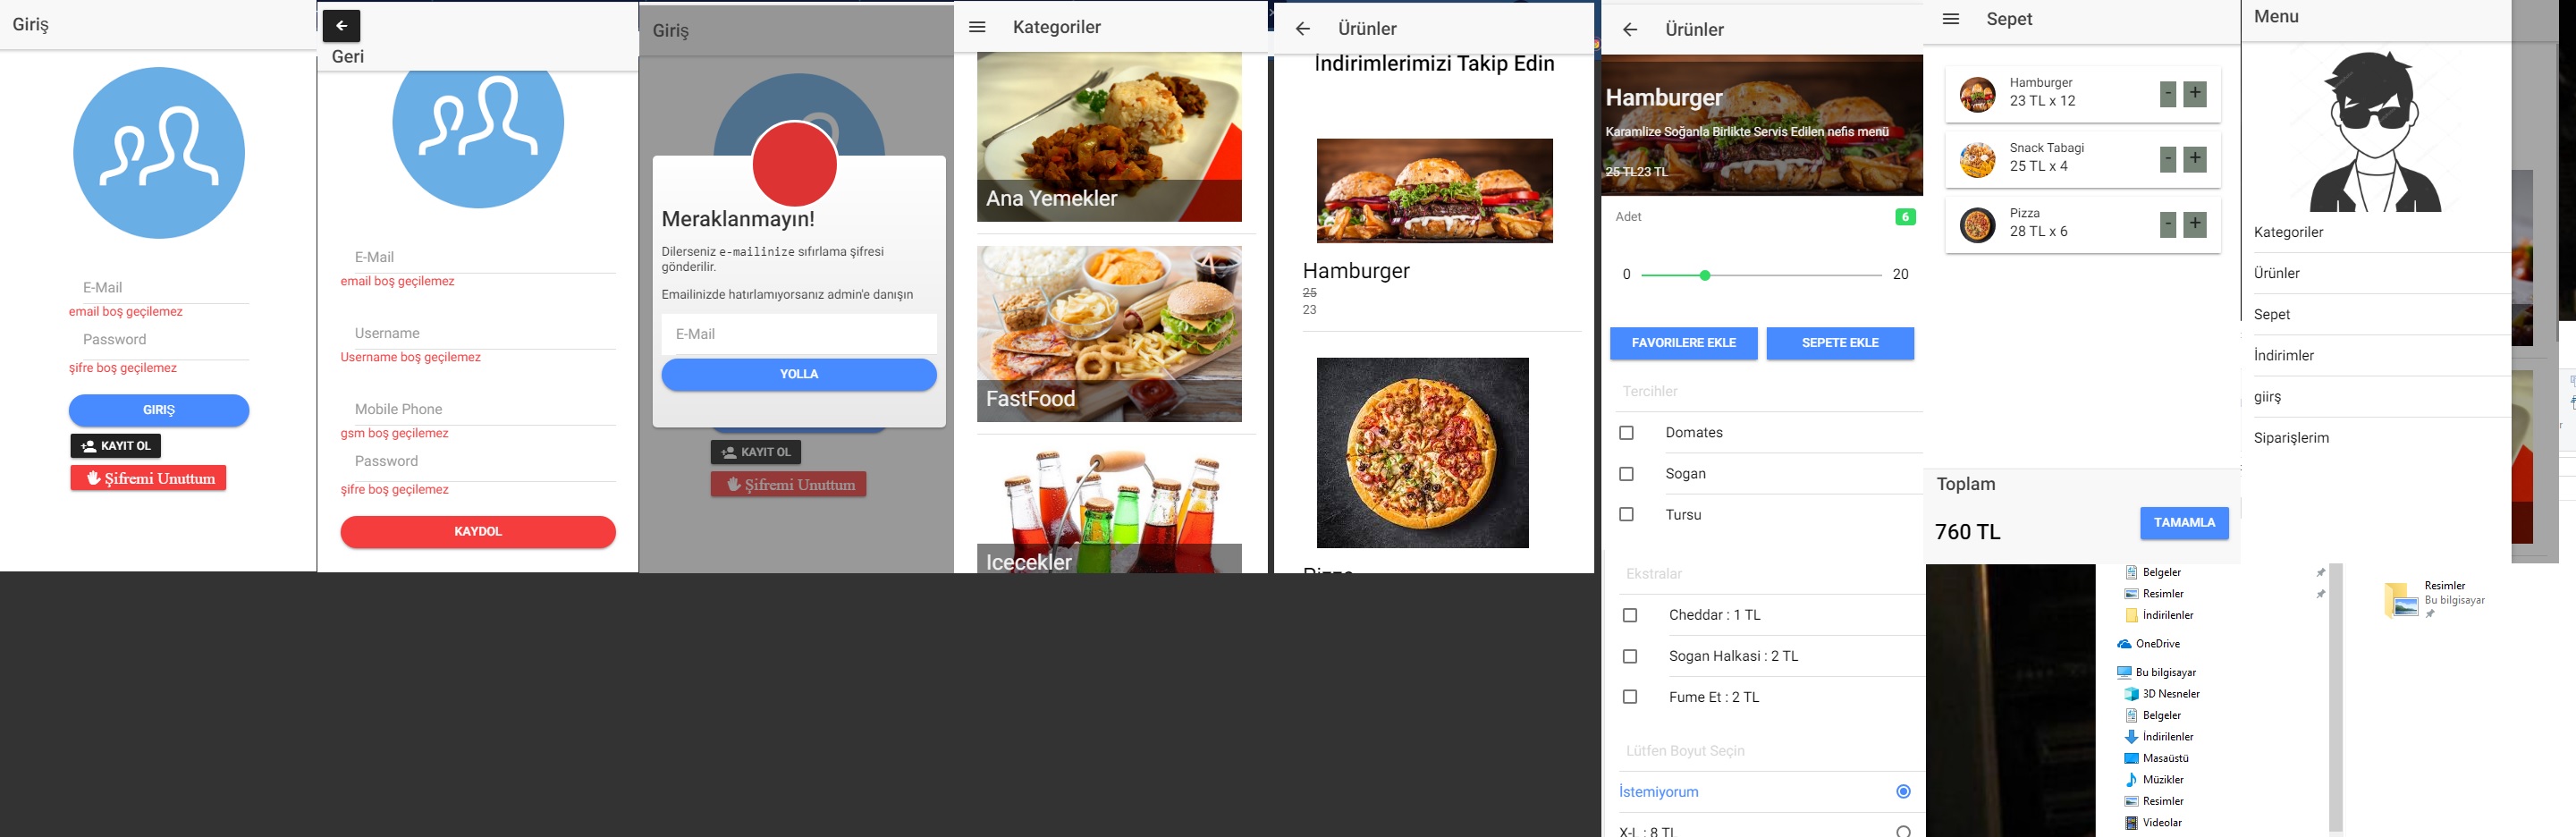 Giriş
E-Mail
email boş geçilemez
Password
şifre boş geçilemez
GIRIŞ
KAYIT OL
Şifremi Unuttum
Geri
E-Mail
email boş geçilemez
Username
Username boş geçilemez
Mobile Phone
gsm boş geçilemez
Password
şifre boş geçilemez
KAYDOL
Giriş
Meraklanmayın!
Dilerseniz e-mailinize sıfırlama şifresi
gönderilir.
Emailinizde hatırlamıyorsanız admin'e danışın
E-Mail
YOLLA
KAYIT OL
Şifremi Unuttum
Kategoriler
Ana Yemekler
FastFood
Icecekler
Ürünler
İndirimlerimizi Takip Edin
Hamburger
25
23
Pizza
Ürünler
Hamburger
Karamlize Soğanla Birlikte Servis Edilen nefis menü
25 TL23 TL
Adet
6
0
20
FAVORILERE EKLE
SEPETE EKLE
Tercihler
Domates
Sogan
Tursu
Ekstralar
Cheddar : 1 TL
Sogan Halkasi : 2 TL
Fume Et : 2 TL
Lütfen Boyut Seçin
İstemiyorum
X-L : 8 TL
Sepet
Hamburger
23 TL x 12
- +
Snack Tabagi
25 TL x 4
- +
Pizza
28 TL x 6
- +
Toplam
760 TL
TAMAMLA
Menu
Kategoriler
Ürünler
Sepet
İndirimler
giirş
Siparişlerim
Belgeler
Resimler
İndirilenler
OneDrive
Bu bilgisayar
3D Nesneler
Belgeler
İndirilenler
Masaüstü
Müzikler
Resimler
Videolar
Resimler
Bu bilgisayar